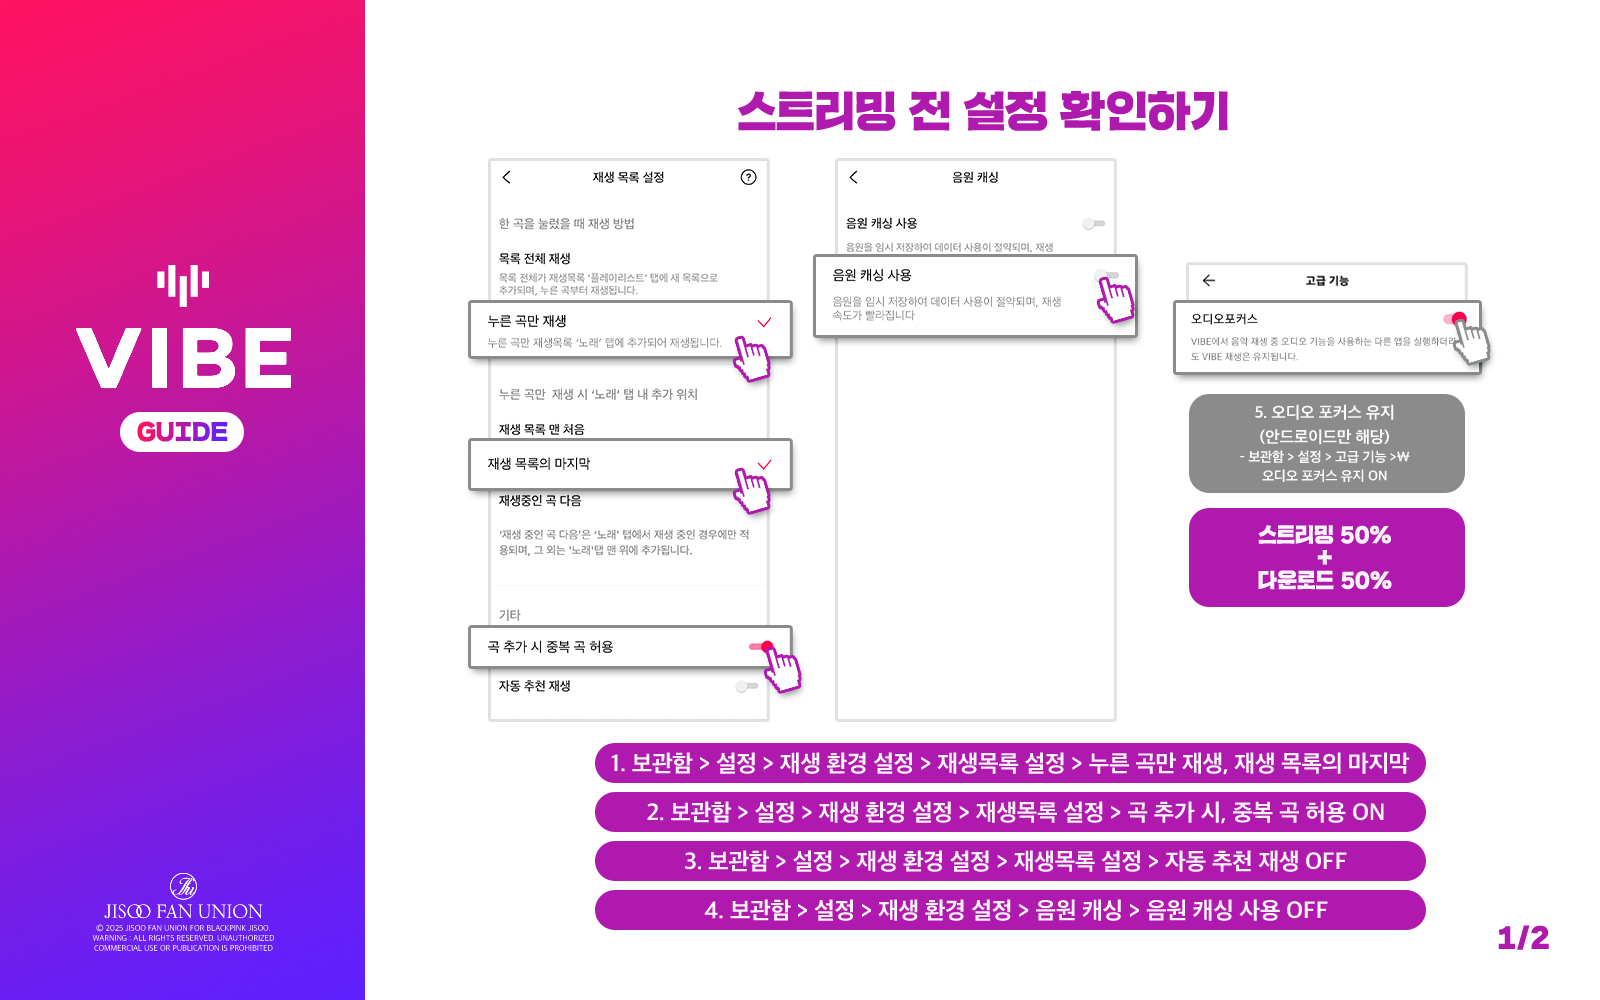 VIBE
GUIDE
JISOO FAN UNION
© 2025 JISOO FAN UNION FOR BLACKPINK JISOO.
WARNING : ALL RIGHTS RESERVED. UNAUTHORIZED
COMMERCIAL USE OR PUBLICATION IS PROHIBITED
스트리밍 전 설정 확인하기
재생 목록 설정
한 곡을 눌렀을 때 재생 방법
목록 전체 재생
목록 전체가 재생목록 '플레이리스트' 탭에 새 목록으로
추가되며, 누른 곡부터 재생됩니다.
누른 곡만 재생
누른 곡만 재생목록 '노래' 탭에 추가되어 재생됩니다.
누른 곡만 재생 시 '노래' 탭 내 추가 위치
재생 목록 맨 처음
재생 목록의 마지막
재생중인 곡 다음
'재생 중인 곡 다음'은 '노래' 탭에서 재생 중인 경우에만 적
용되며, 그 외는 '노래'탭 맨 위에 추가됩니다.
기타
곡 추가 시 중복 곡 허용
자동 추천 재생
음원 캐싱
음원 캐싱 사용
음원을 임시 저장하여 데이터 사용이 절약되며, 재생
음원 캐싱 사용
음원을 임시 저장하여 데이터 사용이 절약되며, 재생
속도가 빨라집니다
고급 기능
오디오포커스
VIBE에서 음악 재생 중 오디오 기능을 사용하는 다른 앱을 실행하더라
도 VIBE 재생은 유지됩니다.
5. 오디오 포커스 유지
(안드로이드만 해당)
- 보관함 > 설정 > 고급 기능 >₩
오디오 포커스 유지 ON
스트리밍 50%
+
다운로드 50%
1. 보관함 > 설정 > 재생 환경 설정 > 재생목록 설정 > 누른 곡만 재생, 재생 목록의 마지막
2. 보관함 > 설정 > 재생 환경 설정 > 재생목록 설정 > 곡 추가 시, 중복 곡 허용 ON
3. 보관함 > 설정 > 재생 환경 설정 > 재생목록 설정 > 자동 추천 재생 OFF
4. 보관함 > 설정 > 재생 환경 설정 > 음원 캐싱 > 음원 캐싱 사용 OFF
1/2